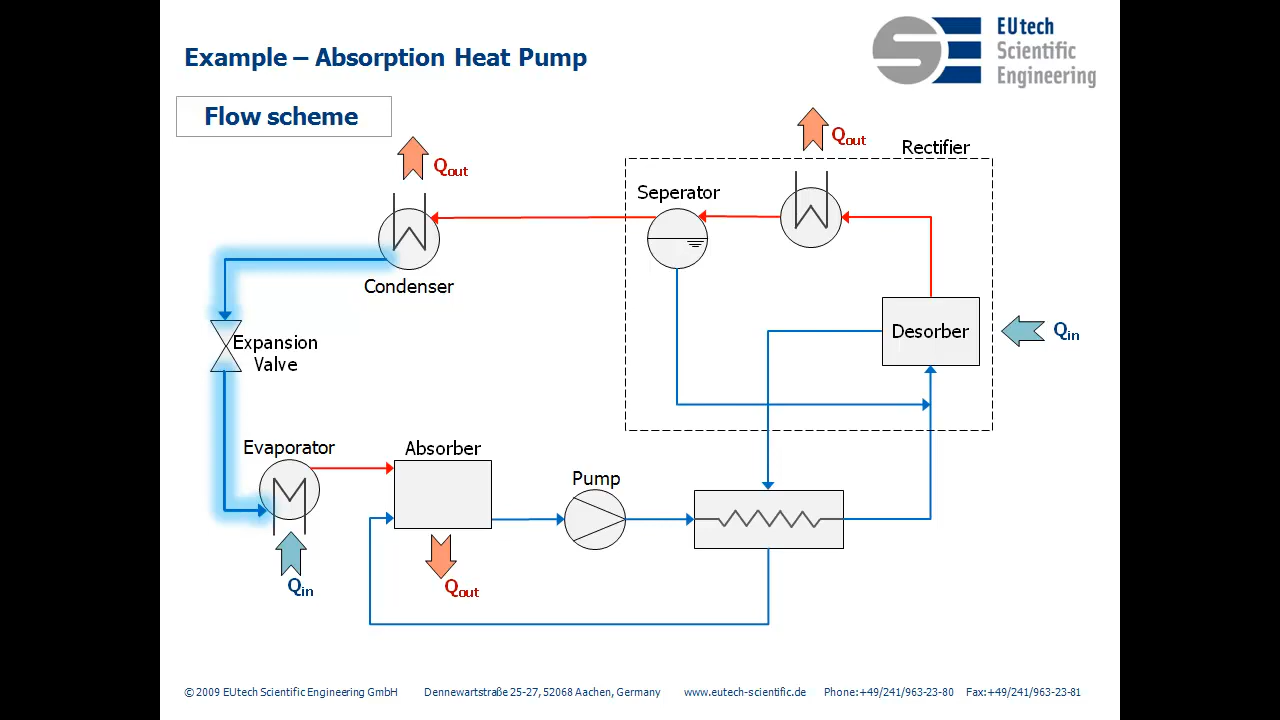 Example – Absorption Heat Pump
EUtech
Scientific
Engineering
Flow scheme
Qout
Qout
Rectifier
Seperator
Condenser
Desorber
Qin
Expansion
Valve
Evaporator
Absorber
Pump
Qin
Qout
© 2009 EUtech Scientific Engineering GmbH Dennewartstraße 25-27, 52068 Aachen, Germany www.eutech-scientific.de Phone:+49/241/963-23-80 Fax:+49/241/963-23-81